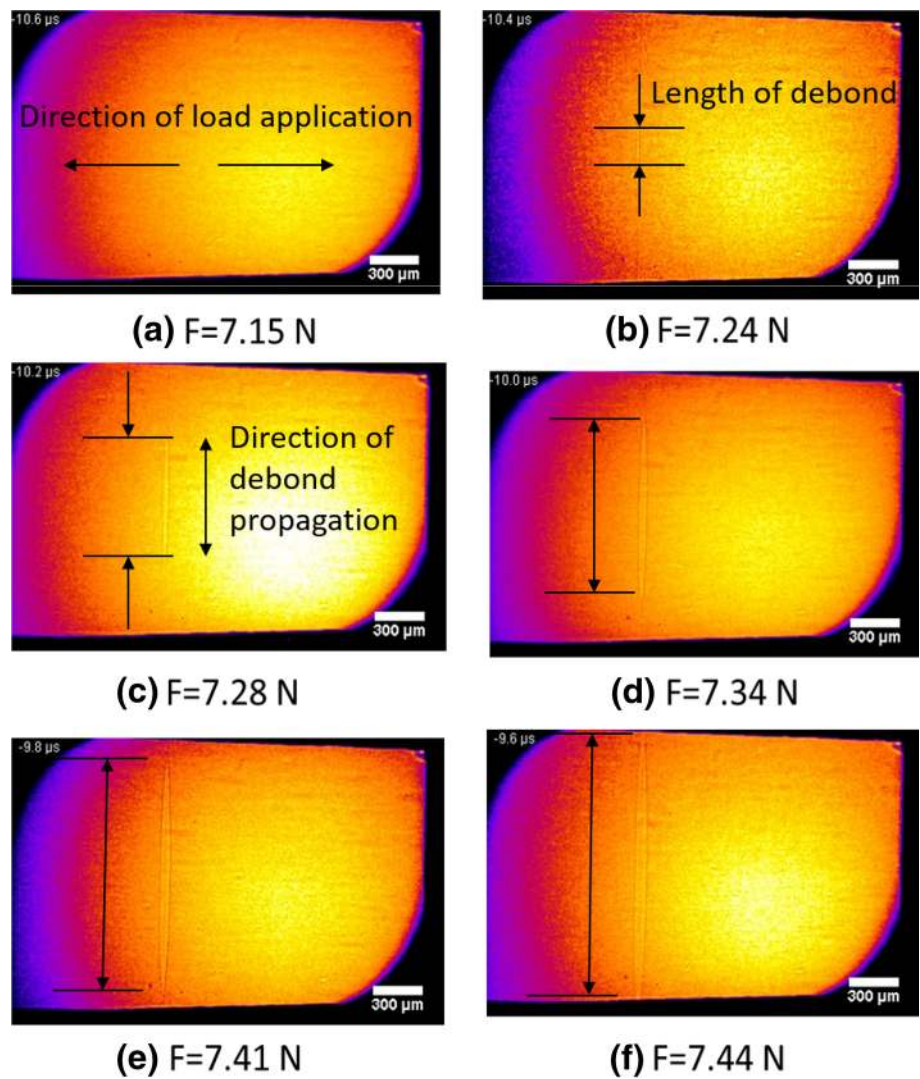 -10.6 µs
Direction of load application
300 µm
(a) F=7.15 N
-10.4 µs
Length of debond
300 µm
(b) F=7.24 N
-10.2 µs
Direction of
debond
propagation
300 µm
(c) F=7.28 N
-10.0 µs
300 µm
(d) F=7.34 N
-9.8 µs
300 µm
(e) F=7.41 N
-9.6 µs
300 µm
(f) F=7.44 N